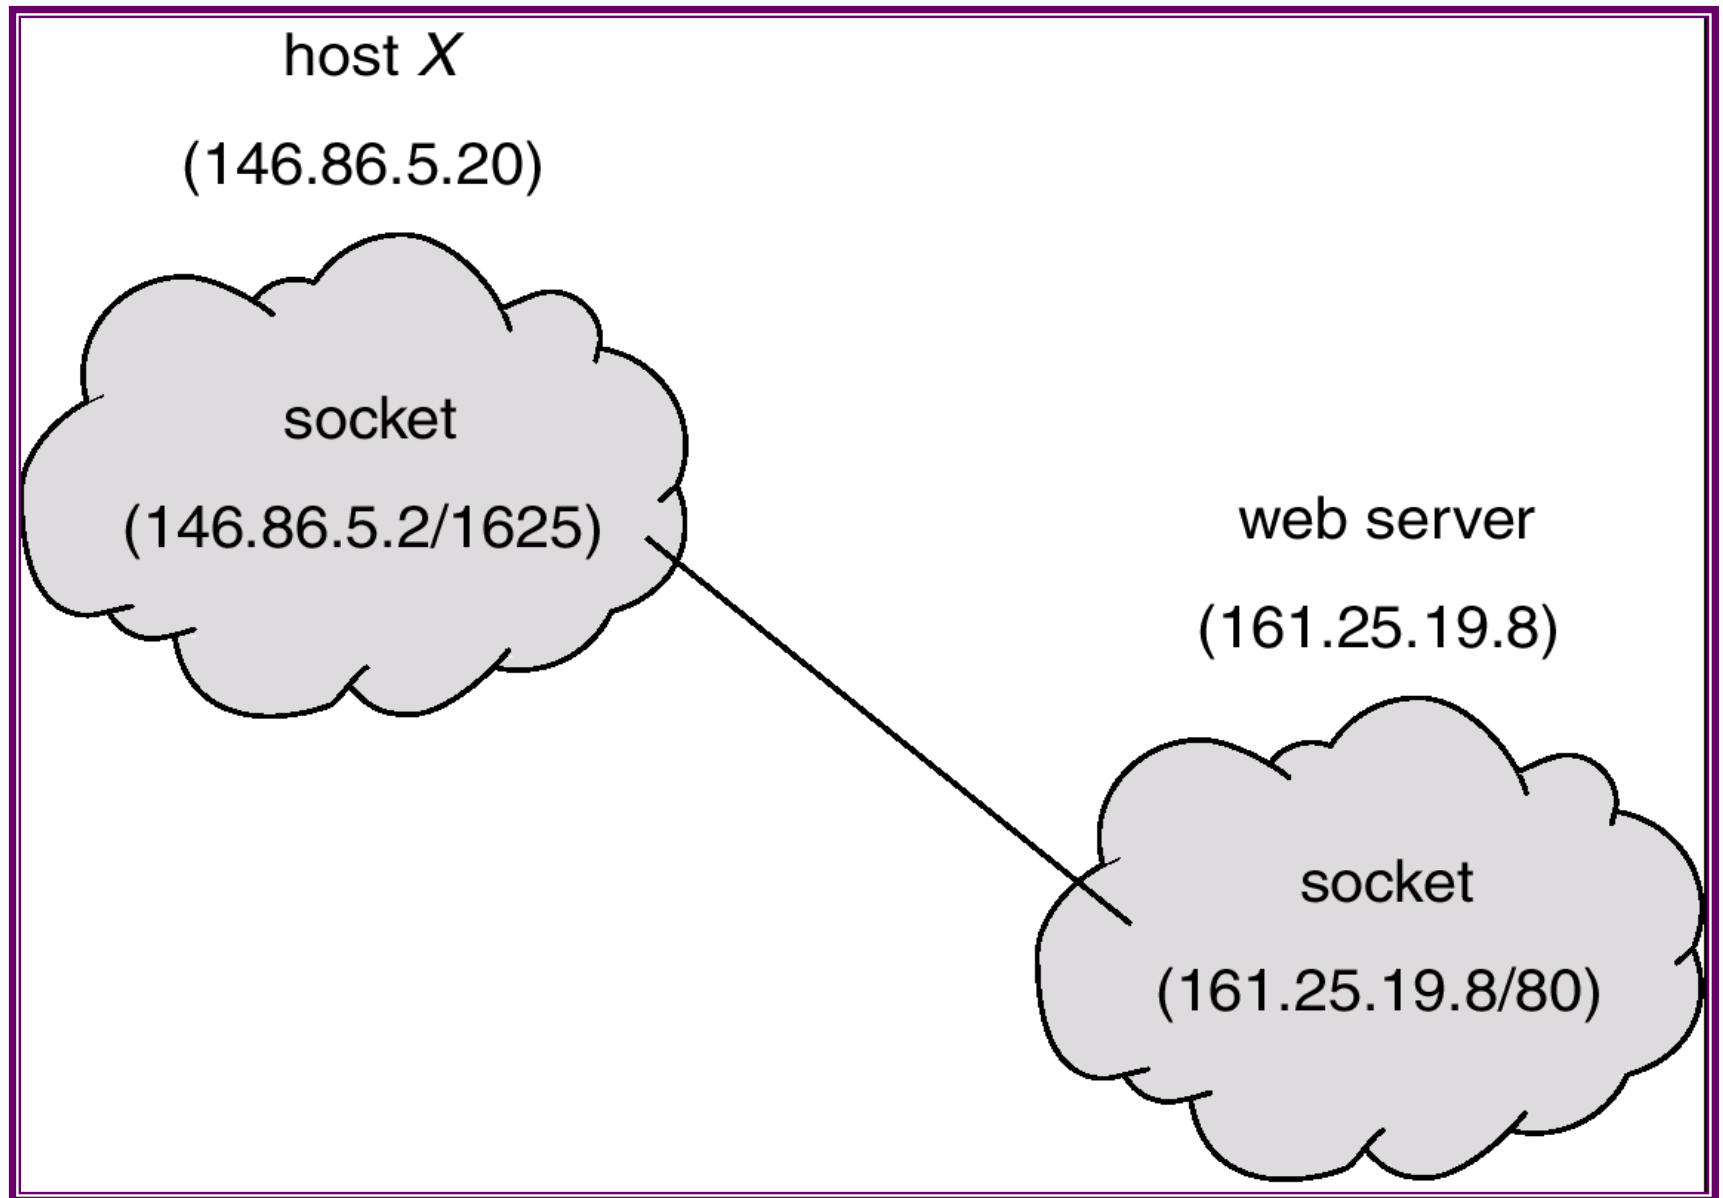 host X
(146.86.5.20)
socket
(146.86.5.2/1625)
web server
(161.25.19.8)
socket
(161.25.19.8/80)